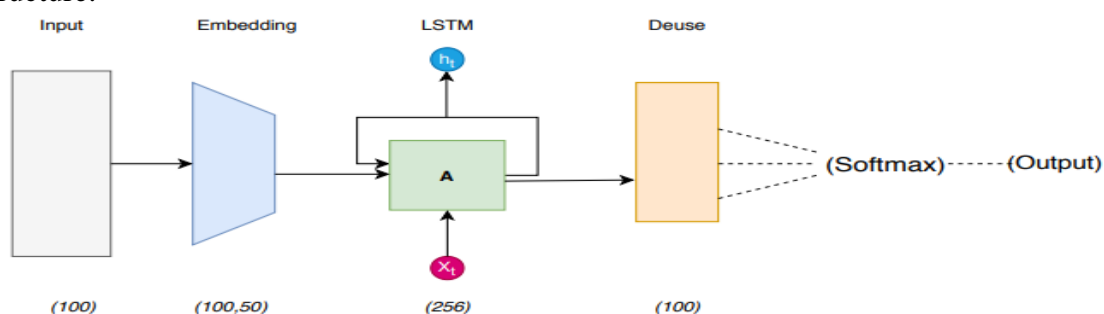 Input Embedding LSTM Deuse
h_t
A
(Softmax) (Output)
X_t
(100) (100,50) (256) (100)